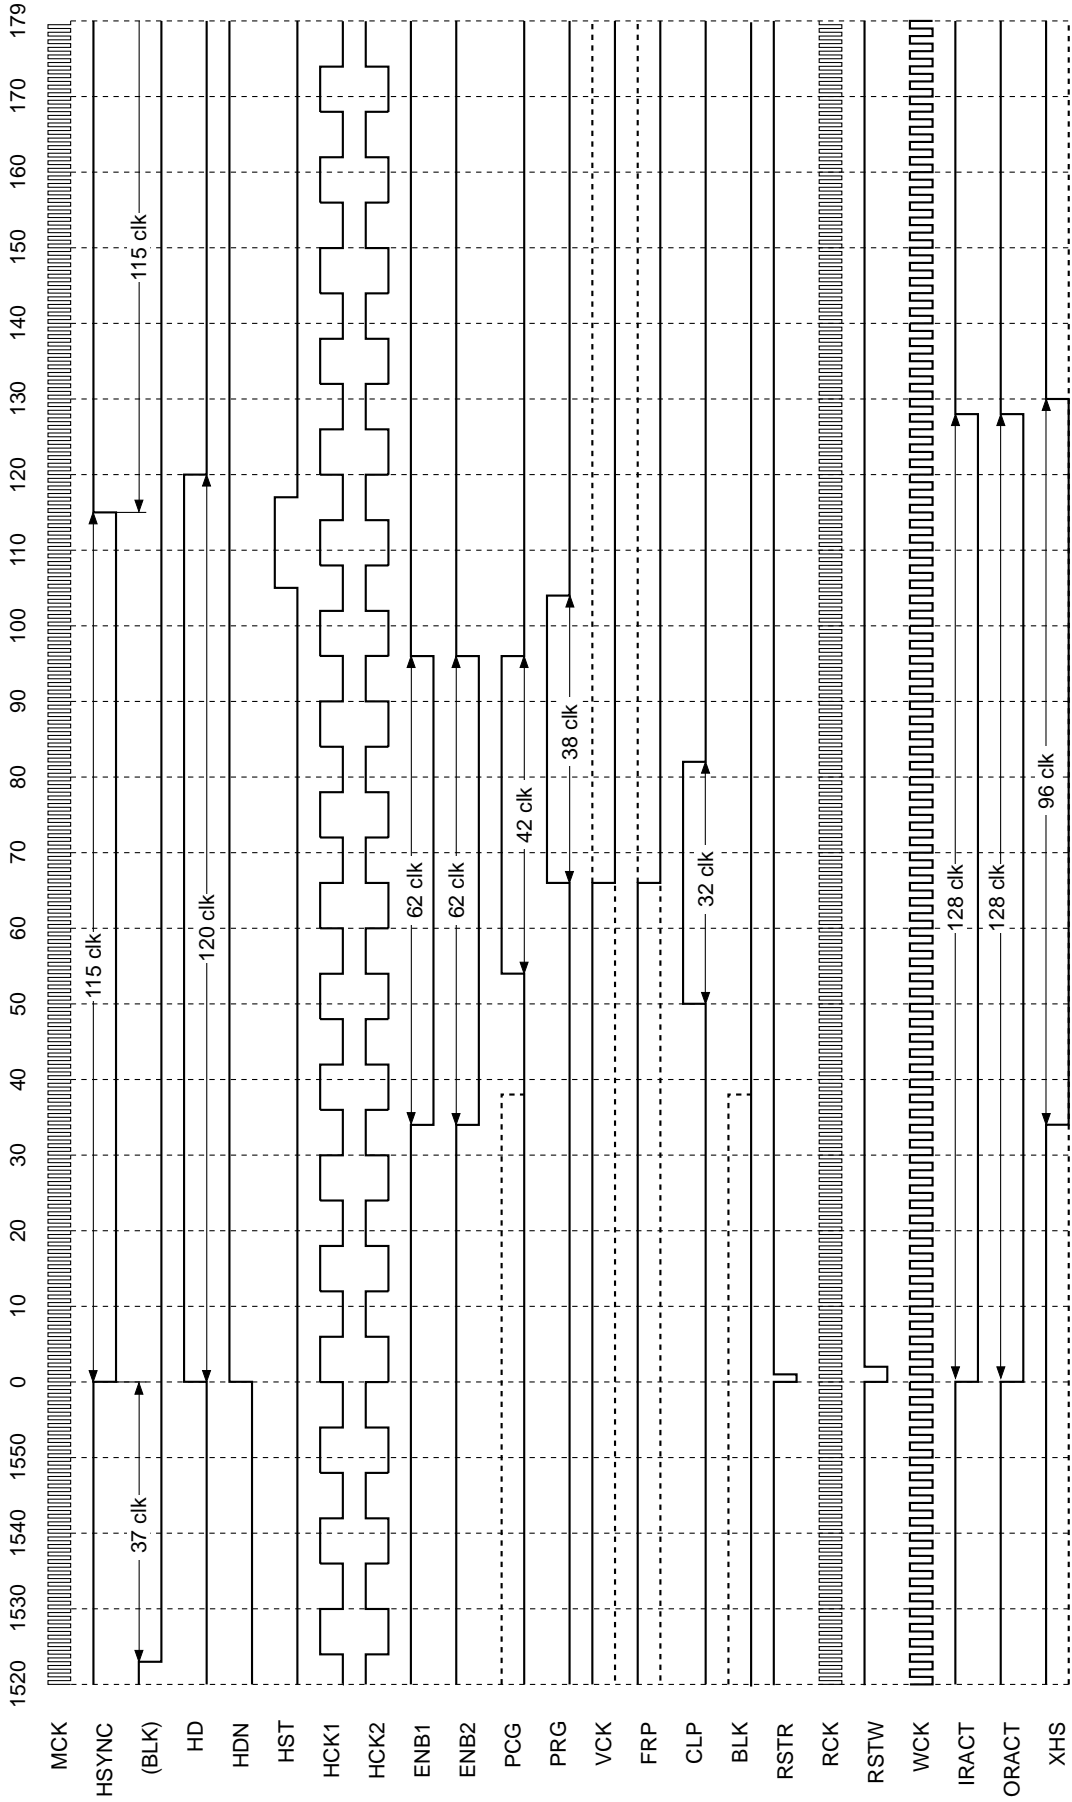 1520 1530 1540 1550 0 10 20 30 40 50 60 70 80 90 100 110 120 130 140 150 160 170 179
MCK
HSYNC 115 clk
(BLK) 37 clk 115 clk
HD 120 clk
HDN
HST
HCK1
HCK2
ENB1 62 clk
ENB2 62 clk
PCG 42 clk
PRG 38 clk
VCK
FRP
CLP 32 clk
BLK
RSTR
RCK
RSTW
WCK
IRACT 128 clk
ORACT 128 clk
XHS 96 clk